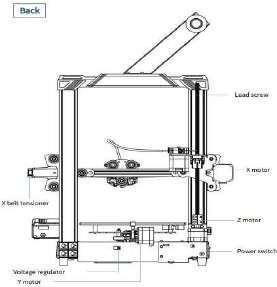 Back
Lead screw
X motor
X belt tensioner
Z motor
Power switch
Voltage regulator
Y motor